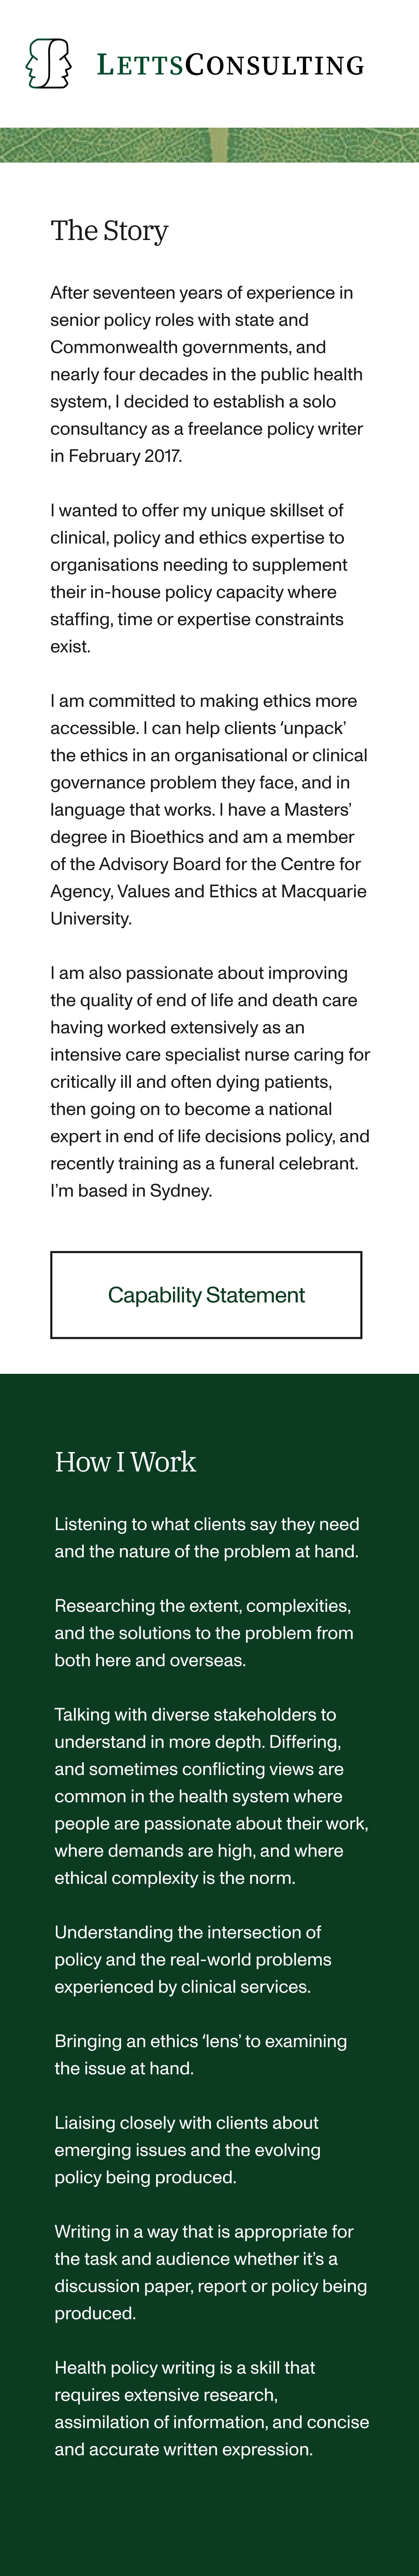 LETTSCONSULTING
The Story
After seventeen years of experience in
senior policy roles with state and
Commonwealth governments, and
nearly four decades in the public health
system, I decided to establish a solo
consultancy as a freelance policy writer
in February 2017.
I wanted to offer my unique skillset of
clinical, policy and ethics expertise to
organisations needing to supplement
their in-house policy capacity where
staffing, time or expertise constraints
exist.
I am committed to making ethics more
accessible. I can help clients ‘unpack’
the ethics in an organisational or clinical
governance problem they face, and in
language that works. I have a Masters’
degree in Bioethics and am a member
of the Advisory Board for the Centre for
Agency, Values and Ethics at Macquarie
University.
I am also passionate about improving
the quality of end of life and death care
having worked extensively as an
intensive care specialist nurse caring for
critically ill and often dying patients,
then going on to become a national
expert in end of life decisions policy, and
recently training as a funeral celebrant.
I’m based in Sydney.
Capability Statement
How I Work
Listening to what clients say they need
and the nature of the problem at hand.
Researching the extent, complexities,
and the solutions to the problem from
both here and overseas.
Talking with diverse stakeholders to
understand in more depth. Differing,
and sometimes conflicting views are
common in the health system where
people are passionate about their work,
where demands are high, and where
ethical complexity is the norm.
Understanding the intersection of
policy and the real-world problems
experienced by clinical services.
Bringing an ethics ‘lens’ to examining
the issue at hand.
Liaising closely with clients about
emerging issues and the evolving
policy being produced.
Writing in a way that is appropriate for
the task and audience whether it’s a
discussion paper, report or policy being
produced.
Health policy writing is a skill that
requires extensive research,
assimilation of information, and concise
and accurate written expression.